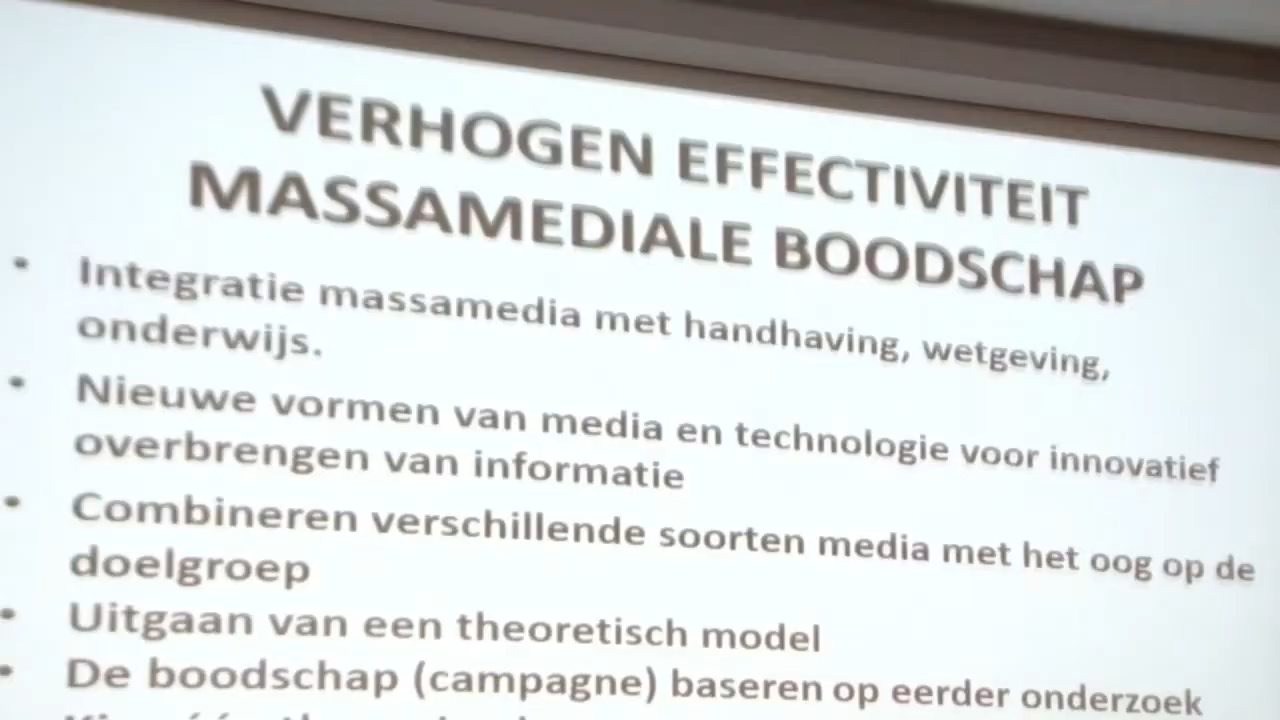 VERHOGEN EFFECTIVITEIT
MASSAMEDIALE BOODSCHAP
• Integratie massamedia met handhaving, wetgeving,
onderwijs.
• Nieuwe vormen van media en technologie voor innovatief
overbrengen van informatie
• Combineren verschillende soorten media met het oog op de
doelgroep
• Uitgaan van een theoretisch model
• De boodschap (campagne) baseren op eerder onderzoek